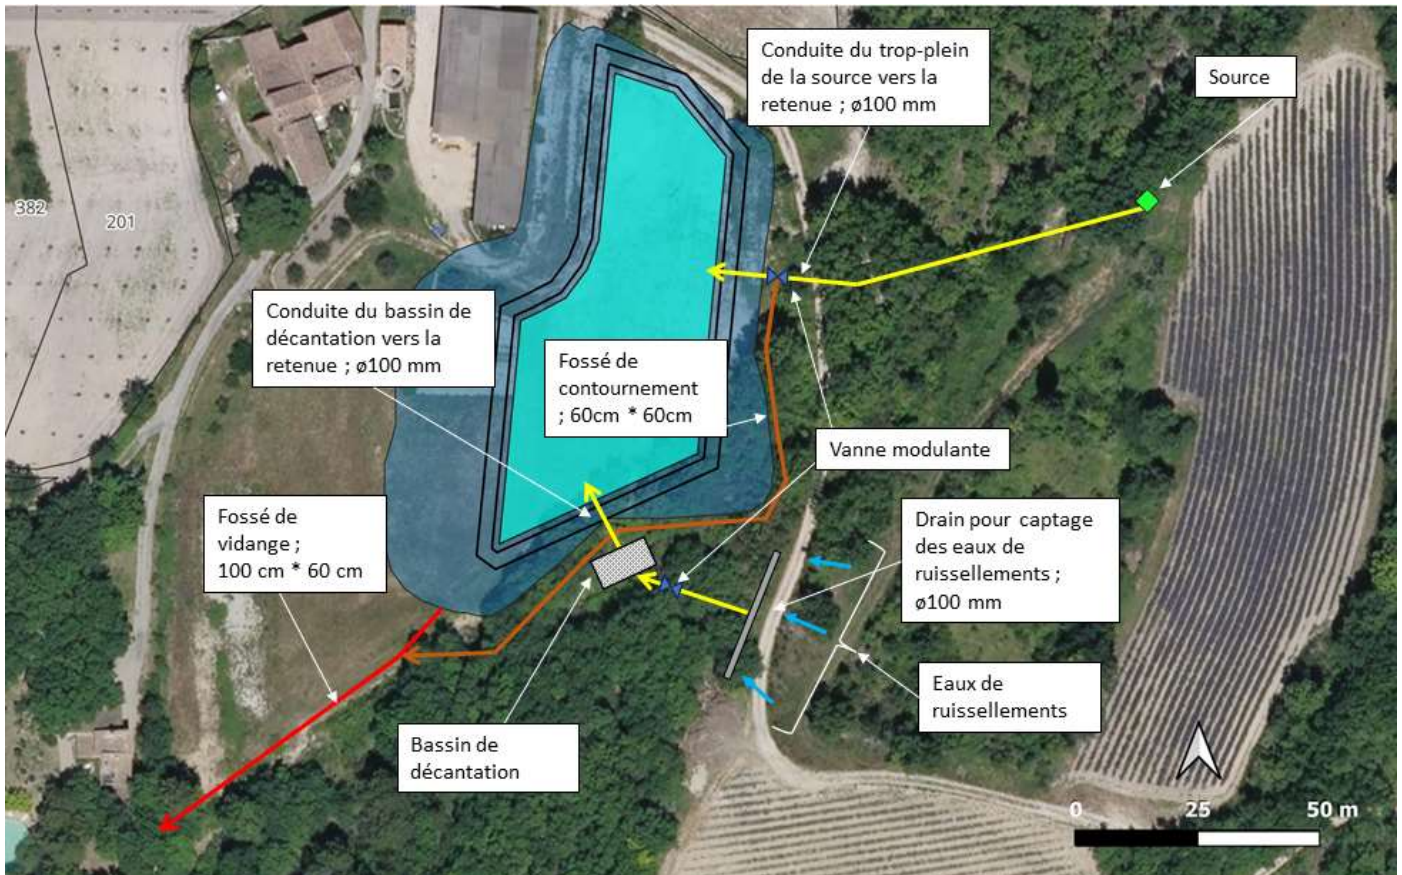 Conduite du trop-plein
de la source vers la
retenue ; ø100 mm
Source
382
201
Conduite du bassin de
décantation vers la
retenue ; ø100 mm
Fossé de
contournement
; 60cm * 60cm
Vanne modulante
Fossé de
vidange ;
100 cm * 60 cm
Drain pour captage
des eaux de
ruissellements ;
ø100 mm
Eaux de
ruissellements
Bassin de
décantation
0 25 50 m